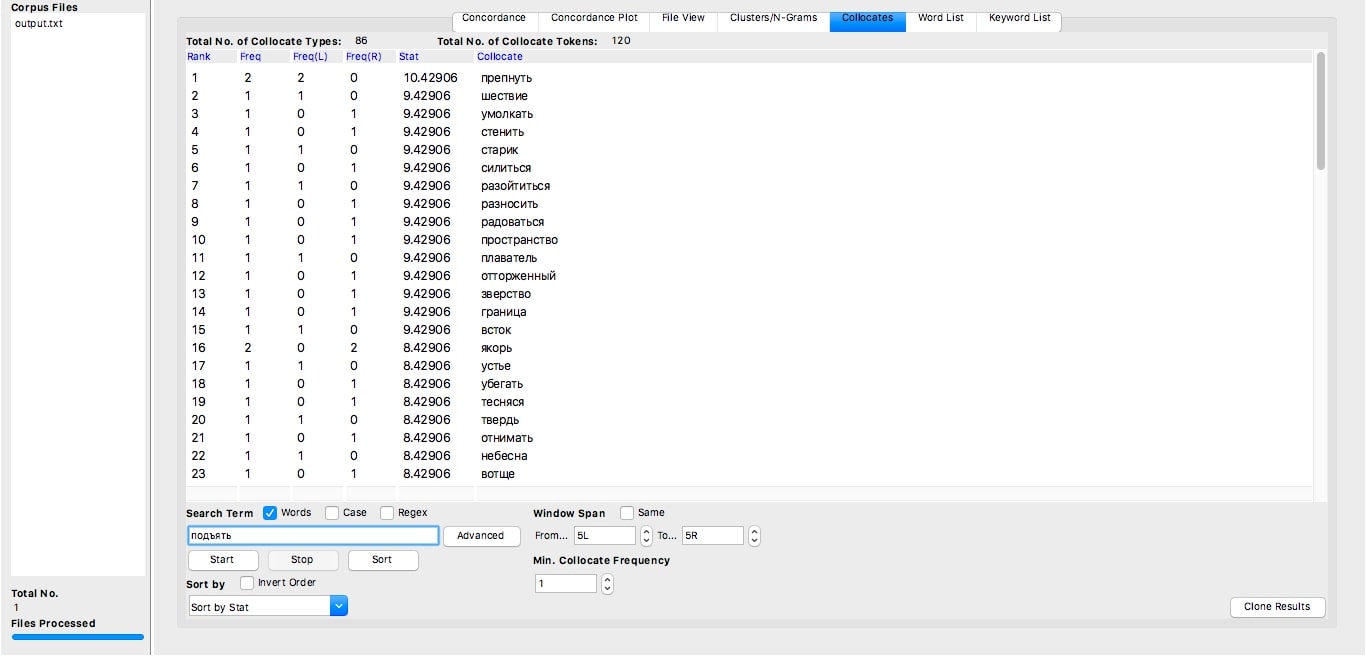 Corpus Files
output.txt
Concordance Concordance Plot File View Clusters/N-Grams Collocates Word List Keyword List
Total No. of Collocate Types: 86 Total No. of Collocate Tokens: 120
Rank Freq Freq(L) Freq(R) Stat Collocate
1 2 2 0 10.42906 препнуть
2 1 1 0 9.42906 шествие
3 1 0 1 9.42906 умолкать
4 1 0 1 9.42906 стенить
5 1 1 0 9.42906 старик
6 1 0 1 9.42906 силиться
7 1 1 0 9.42906 разойтиться
8 1 0 1 9.42906 разносить
9 1 0 1 9.42906 радоваться
10 1 0 1 9.42906 пространство
11 1 1 0 9.42906 плаватель
12 1 0 1 9.42906 отторженный
13 1 0 1 9.42906 зверство
14 1 0 1 9.42906 граница
15 1 1 0 9.42906 всток
16 2 0 2 8.42906 якорь
17 1 1 0 8.42906 устье
18 1 0 1 8.42906 убегать
19 1 0 1 8.42906 тесняся
20 1 1 0 8.42906 твердь
21 1 0 1 8.42906 отнимать
22 1 1 0 8.42906 небесна
23 1 0 1 8.42906 вотще
Search Term Words Case Regex Window Span Same
подъять Advanced From... 5L To... 5R
Start Stop Sort Min. Collocate Frequency
Sort by Invert Order 1
Sort by Stat Clone Results
Total No.
1
Files Processed